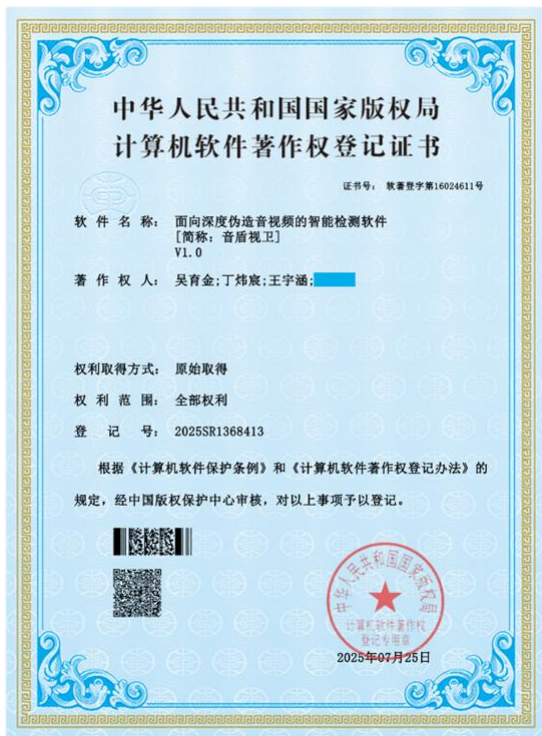 中华人民共和国国家版权局
计算机软件著作权登记证书
证书号： 软著登字第16024611号
软件名称： 面向深度伪造音视频的智能检测软件
[简称：音盾视卫]
V1.0
著作权人： 吴育金;丁炜宸;王宇涵;
权利取得方式： 原始取得
权利范围： 全部权利
登记号： 2025SR1368413
根据《计算机软件保护条例》和《计算机软件著作权登记办法》的
规定，经中国版权保护中心审核，对以上事项予以登记。
中华人民共和国国家版权局
计算机软件著作权
登记专用章
2025年07月25日